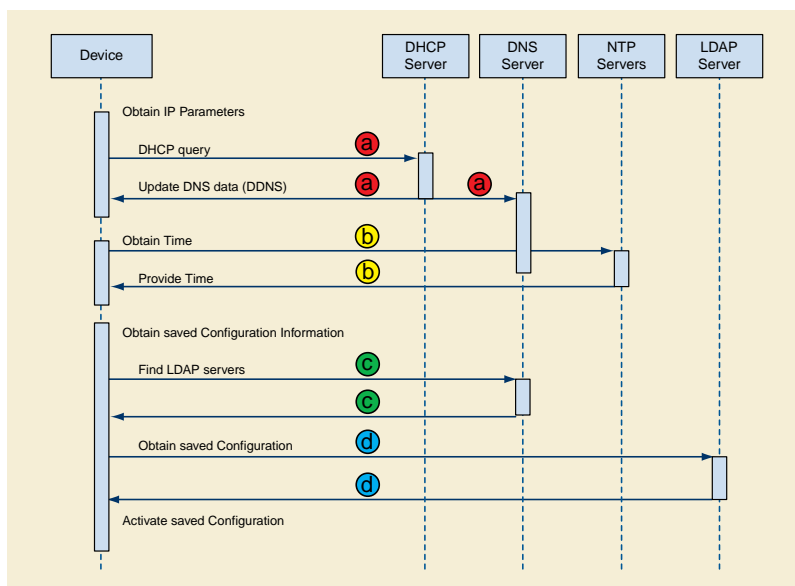 Device
DHCP
Server
DNS
Server
NTP
Servers
LDAP
Server
Obtain IP Parameters
DHCP query
a
Update DNS data (DDNS)
a
a
Obtain Time
b
Provide Time
b
Obtain saved Configuration Information
Find LDAP servers
c
c
Obtain saved Configuration
d
d
Activate saved Configuration